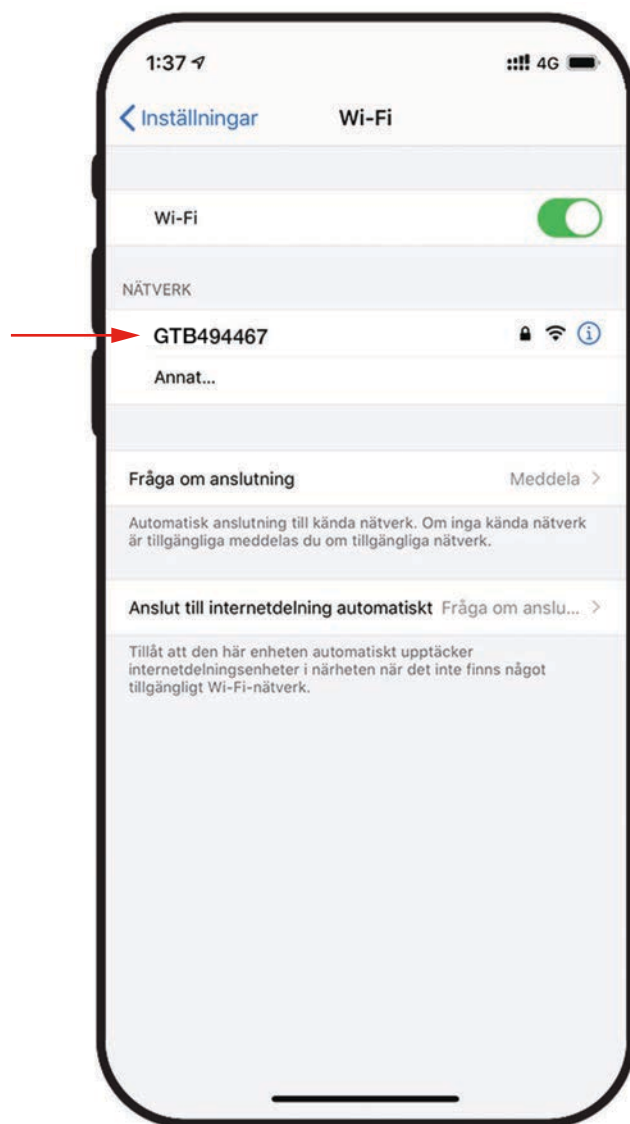 1:37
4G
Inställningar
Wi-Fi
Wi-Fi
NÄTVERK
GTB494467
Annat...
Fråga om anslutning
Meddela
Automatisk anslutning till kända nätverk. Om inga kända nätverk
är tillgängliga meddelas du om tillgängliga nätverk.
Anslut till internetdelning automatiskt
Fråga om anslu...
Tillåt att den här enheten automatiskt upptäcker
internetdelningsenheter i närheten när det inte finns något
tillgängligt Wi-Fi-nätverk.